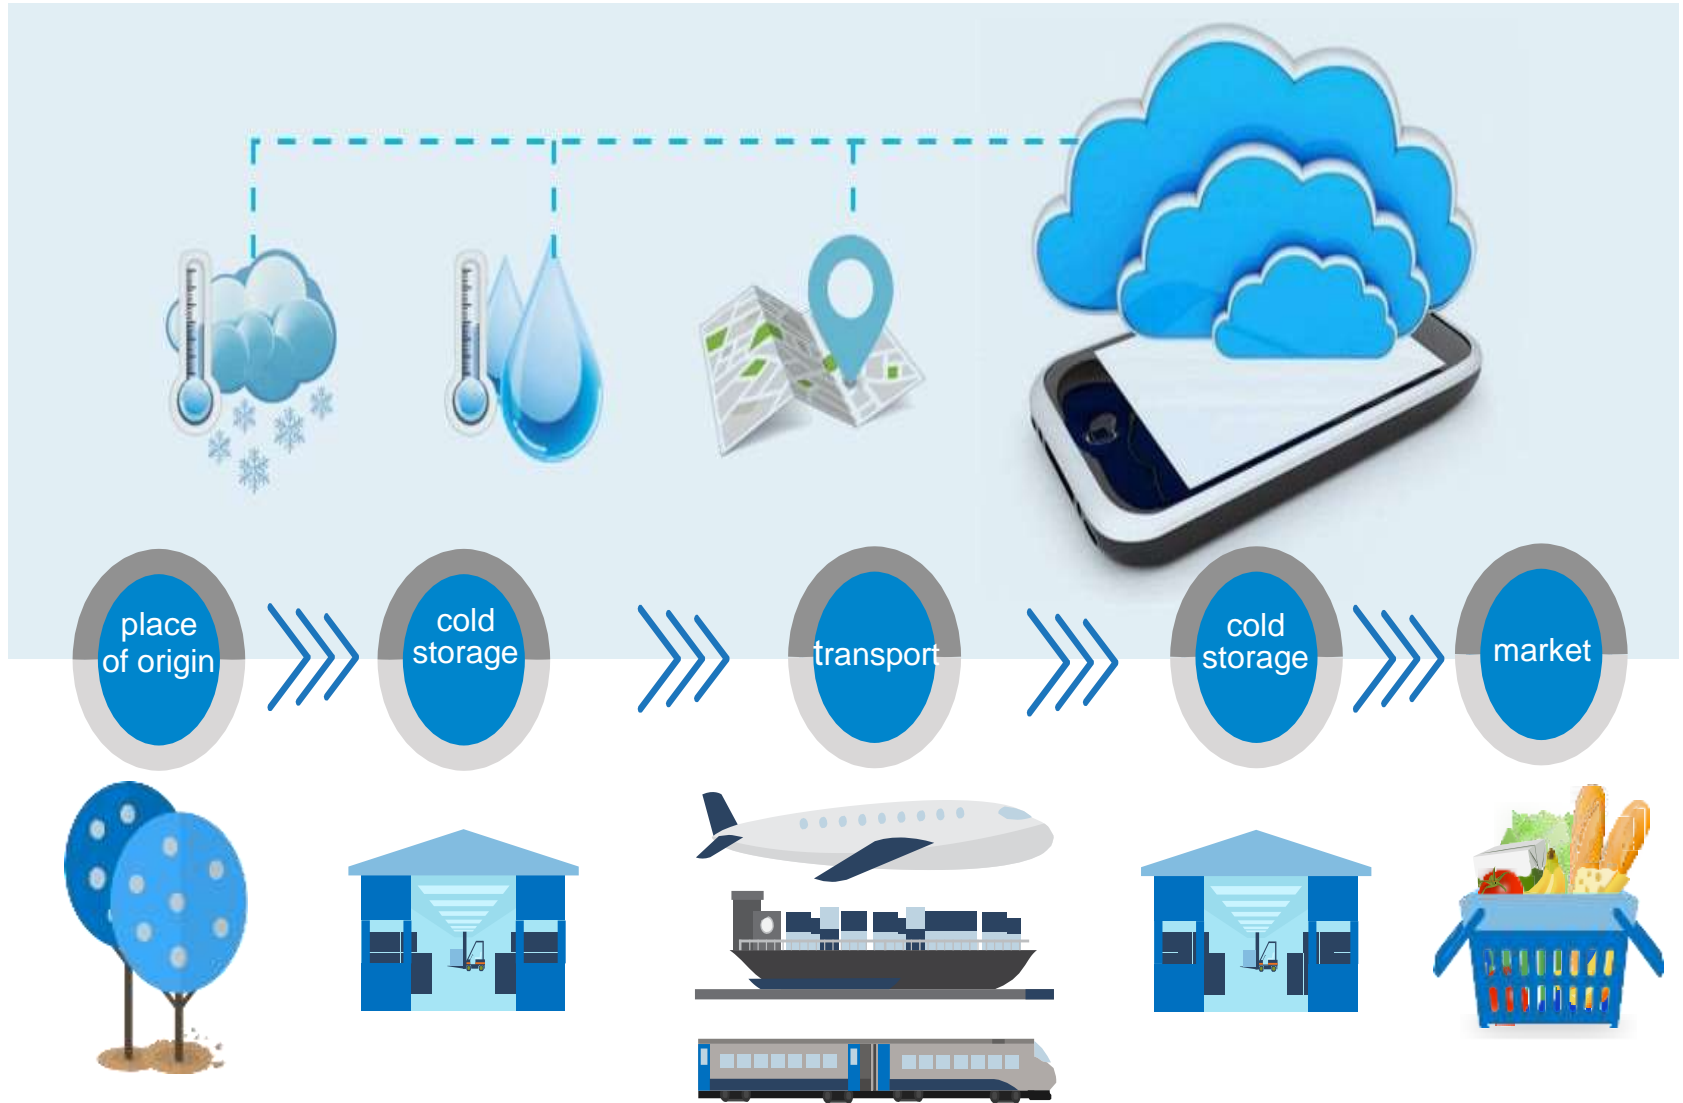 place
of origin
cold
storage
transport
cold
storage
market